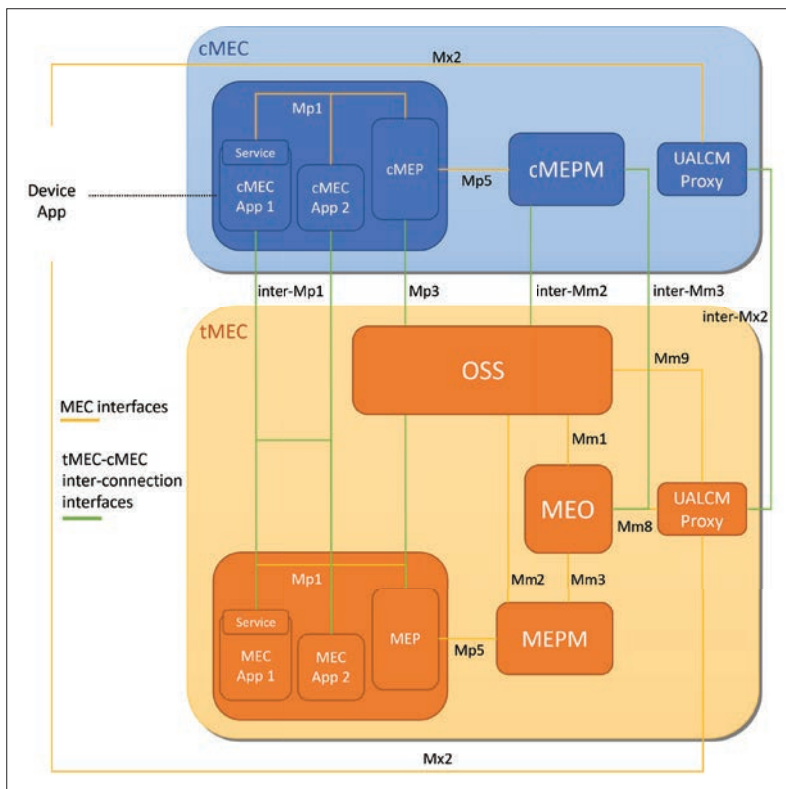 cMEC
Mx2
Mp1
Service
cMEC
App 1
cMEC
App 2
cMEP
Mp5
cMEPM
UALCM
Proxy
Device
App
inter-Mp1
Mp3
inter-Mm2
inter-Mm3
inter-Mx2
tMEC
OSS
Mm9
MEC interfaces
tMEC-cMEC
inter-connection
interfaces
Mm1
MEO
Mm8
UALCM
Proxy
Mp1
Mm2
Mm3
Service
MEC
App 1
MEC
App 2
MEP
Mp5
MEPM
Mx2